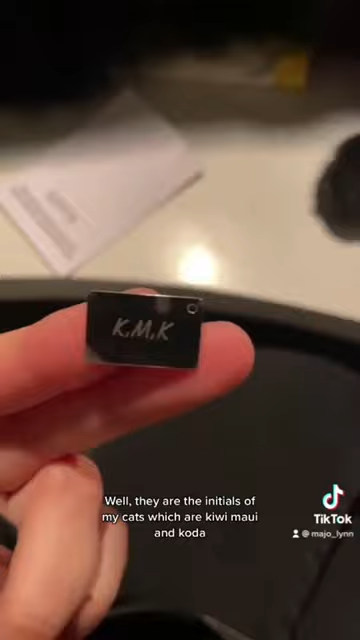 K.M.K
Well, they are the initials of
my cats which are kiwi maui
and koda
TikTok
@majo_lynn